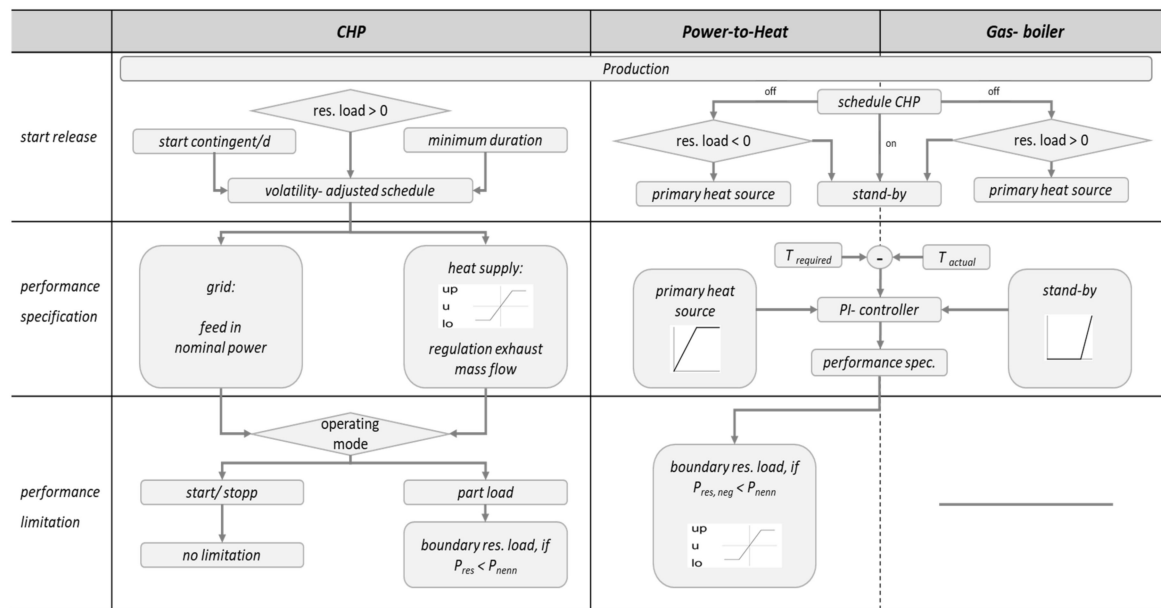 CHP
Power-to-Heat
Gas- boiler
Production
start release
res. load > 0
start contingent/d
minimum duration
volatility- adjusted schedule
off
schedule CHP
off
res. load < 0
on
res. load > 0
primary heat source
stand-by
primary heat source
performance
specification
grid:
feed in
nominal power
heat supply:
up
u
lo
regulation exhaust
mass flow
T required
-
T actual
primary heat
source
PI- controller
stand-by
performance spec.
performance
limitation
operating
mode
start/ stopp
part load
no limitation
boundary res. load, if
P res < P nenn
boundary res. load, if
P res, neg < P nenn
up
u
lo